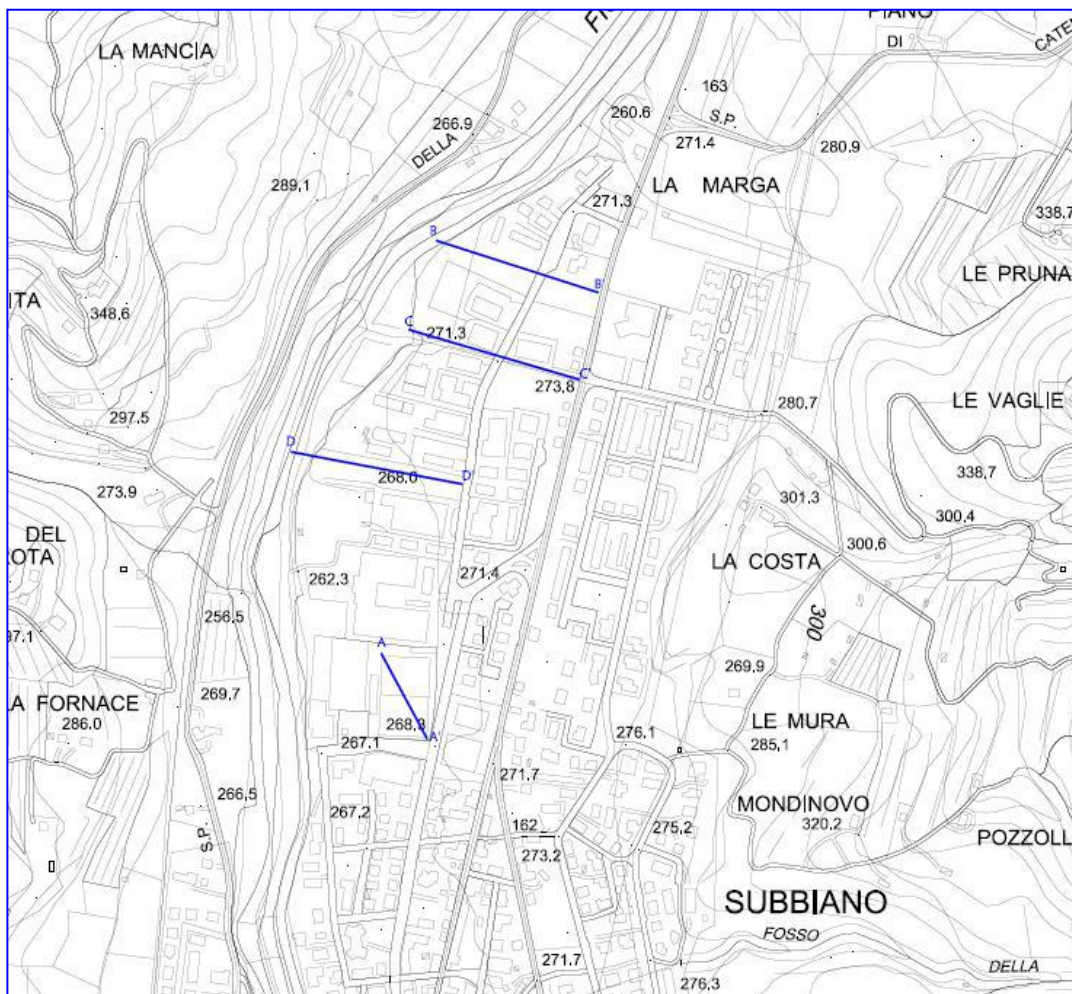 PIANO
DI
CATE
LA MANCIA
163
260.6
S.P.
266.9
DELLA
271.4
280.9
289.1
LA MARGA
271.3
338.7
B
B'
LE PRUNA
ITA
348.6
C
271.3
C'
273.8
280.7
LE VAGLIE
297.5
D
268.0
D'
338.7
273.9
301.3
300.4
DEL
ROTA
300.6
LA COSTA
271.4
262.3
256.5
300
97.1
A
269.9
269.7
A FORNACE
286.0
268.3
A'
LE MURA
267.1
276.1
285.1
271.7
266.5
267.2
MONDINOVO
320.2
S.P.
162
275.2
273.2
POZZOLL
SUBBIANO
FOSSO
271.7
DELLA
276.3